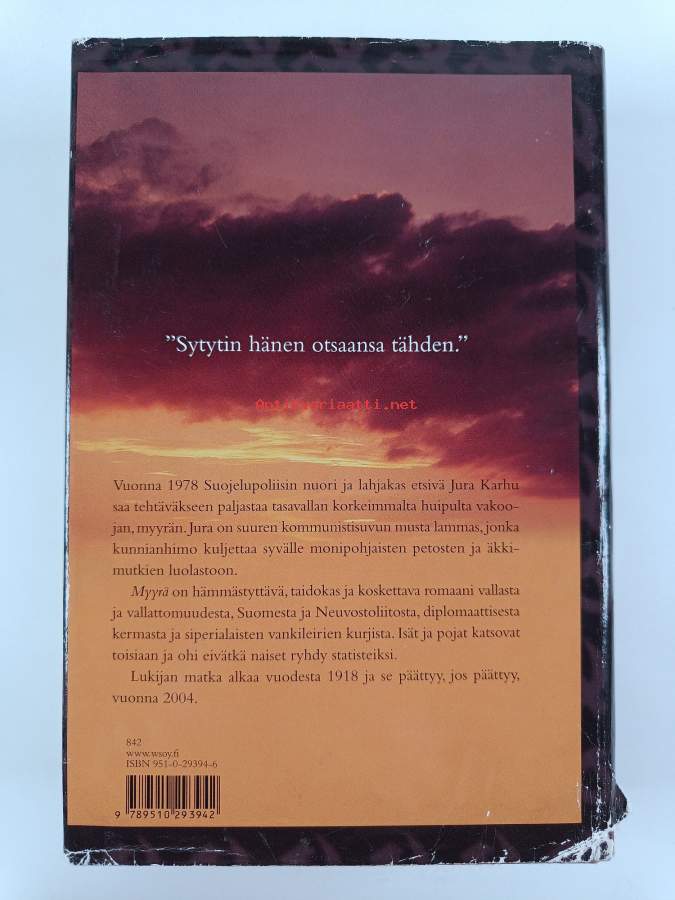 ”Sytytin hänen otsaansa tähden.”
Antikvariaatti.net
Vuonna 1978 Suojelupoliisin nuori ja lahjakas etsivä Jura Karhu
saa tehtäväkseen paljastaa tasavallan korkeimmalta huipulta vakoo-
jan, myyrän. Jura on suuren kommunistisuvun musta lammas, jonka
kunnianhimo kuljettaa syvälle monipohjaisten petosten ja äkki-
mutkien luolastoon.
Myyrä on hämmästyttävä, taidokas ja koskettava romaani vallasta
ja vallattomuudesta, Suomesta ja Neuvostoliitosta, diplomaattisesta
kermasta ja siperialaisten vankileirien kurjista. Isät ja pojat katsovat
toisiaan ja ohi eivätkä naiset ryhdy statisteiksi.
Lukijan matka alkaa vuodesta 1918 ja se päättyy, jos päättyy,
vuonna 2004.
842
www.wsoy.fi
ISBN 951-0-29394-6
9 789510 293942